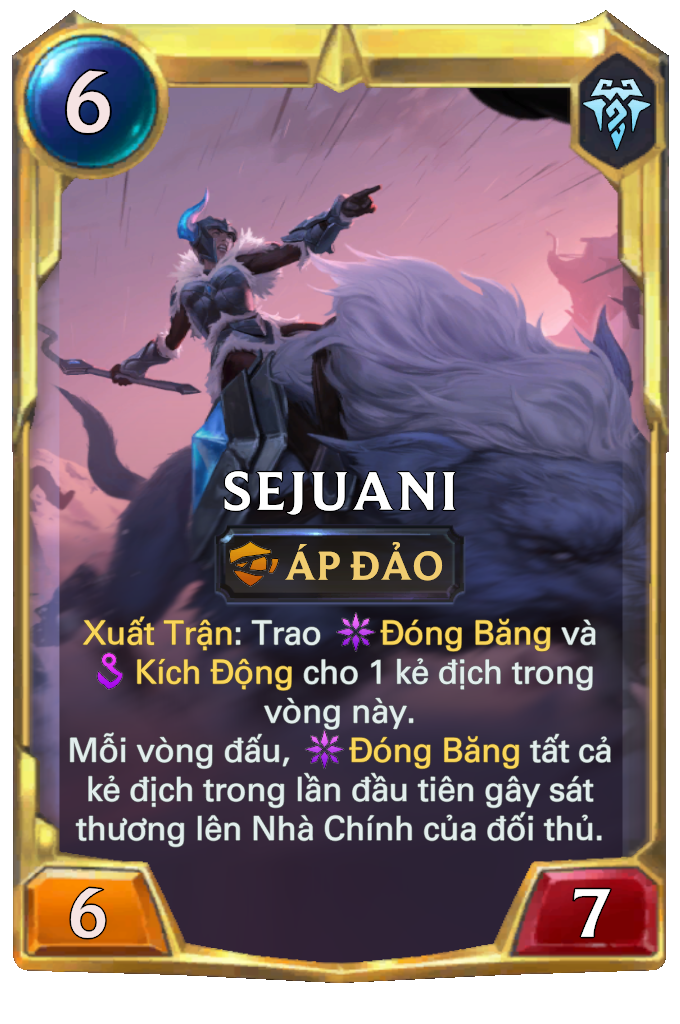 6
SEJUANI
ÁP ĐẢO
Xuất Trận: Trao Đóng Băng và
Kích Động cho 1 kẻ địch trong
vòng này.
Mỗi vòng đấu, Đóng Băng tất cả
kẻ địch trong lần đầu tiên gây sát
thương lên Nhà Chính của đối thủ.
6
7